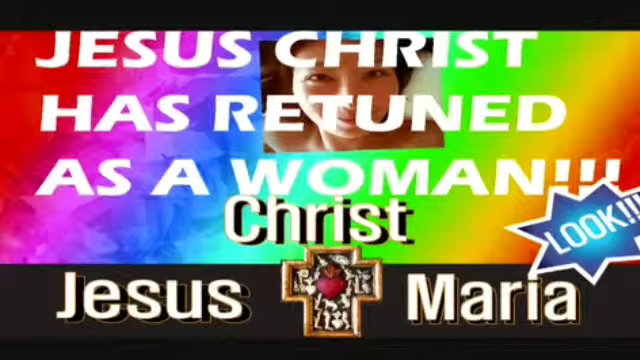 JESUS CHRIST
HAS RETUNED
AS A WOMAN!!!
Christ
LOOK!!!
Jesus Maria